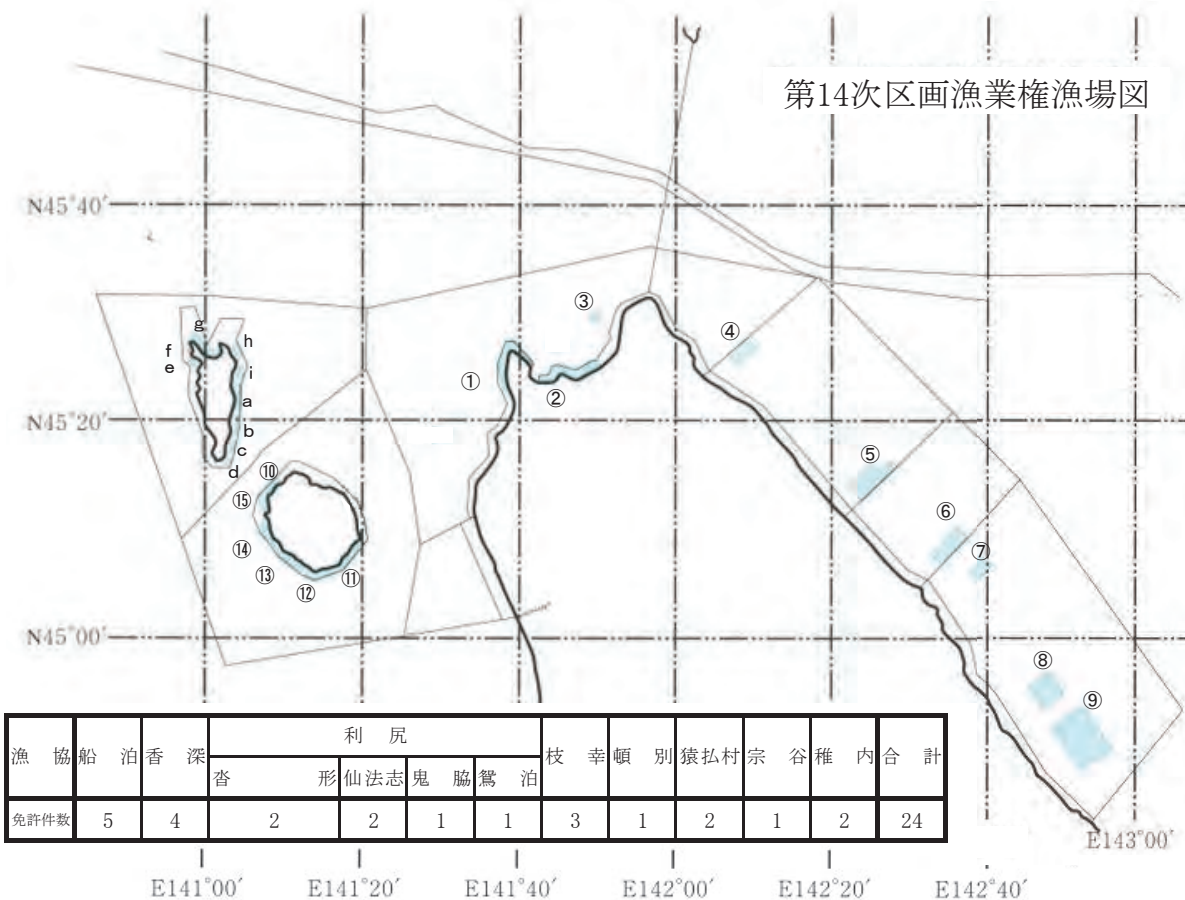 第14次区画漁業権漁場図
N45°40′
③
④
g
h
f
e
i
①
a
②
N45°20′
b
c
d
⑤
⑩
⑮
⑥
⑭
⑦
⑬
⑪
⑫
N45°00′
⑧
⑨
漁協 船泊 香深 利尻 枝幸 頓別 猿払村 宗谷 稚内 合計
沓形 仙法志 鬼脇 鴛泊
免許件数 5 4 2 2 1 1 3 1 2 1 2 24
E143°00′
E141°00′ E141°20′ E141°40′ E142°00′ E142°20′ E142°40′